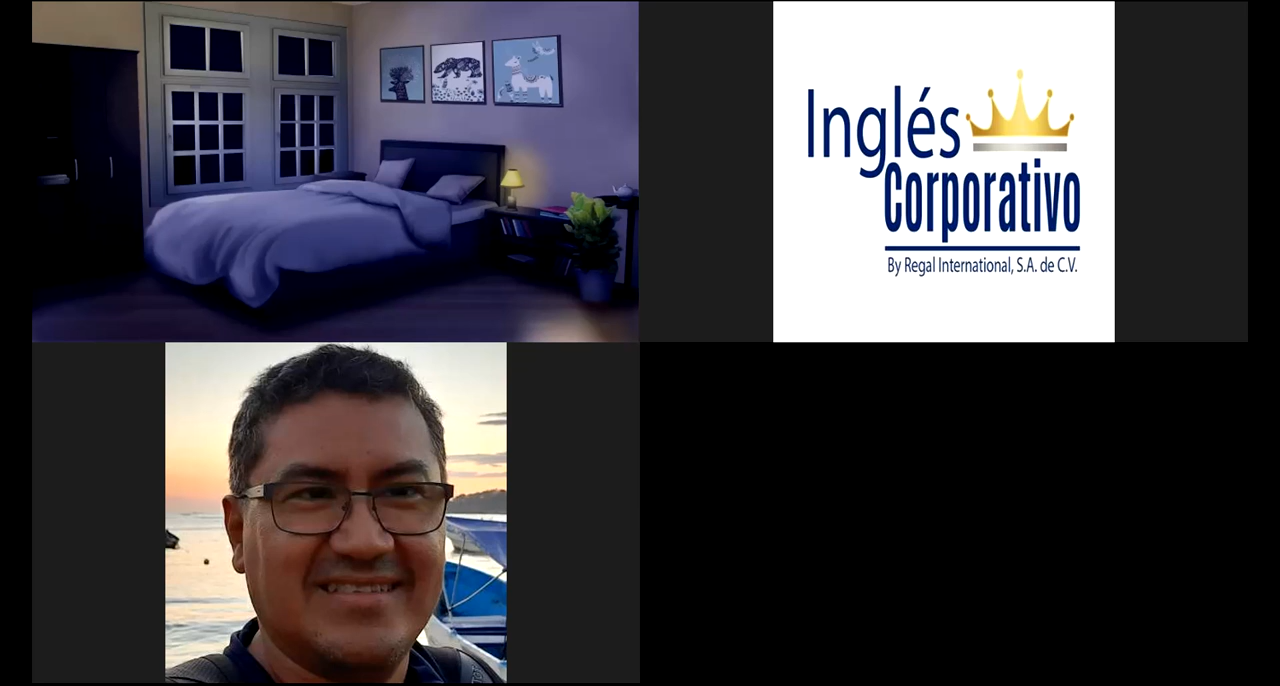 Inglés
Corporativo
By Regal International, S.A. de C.V.